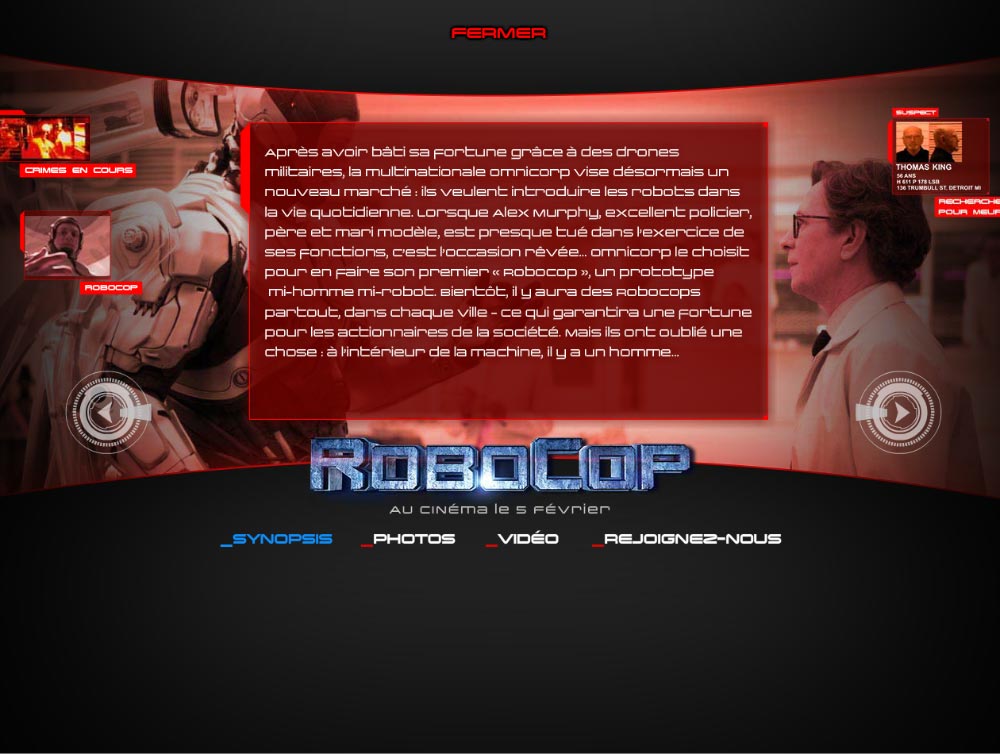 FERMER
SUSPECT
THOMAS KING
56 ANS
H 611 P 178 LSB
136 TRUMBULL ST. DETROIT MI
RECHERCHE
POUR MEUR
CRIMES EN COURS
ROBOCOP
Après avoir bâti sa fortune grâce à des drones
militaires, la multinationale omnicorp vise désormais un
nouveau marché : ils veulent introduire les robots dans
la vie quotidienne. Lorsque Alex Murphy, excellent policier,
père et mari modèle, est presque tué dans l'exercice de
ses fonctions, c'est l'occasion rêvée... omnicorp le choisit
pour en faire son premier « Robocop », un prototype
mi-homme mi-robot. Bientôt, il y aura des Robocops
partout, dans chaque ville - ce qui garantira une fortune
pour les actionnaires de la société. Mais ils ont oublié une
chose : à l'intérieur de la machine, il y a un homme...
ROBOCOP
AU CINÉMA le 5 FÉVRIER
_SYNOPSIS _PHOTOS _VIDÉO _REJOIGNEZ-NOUS